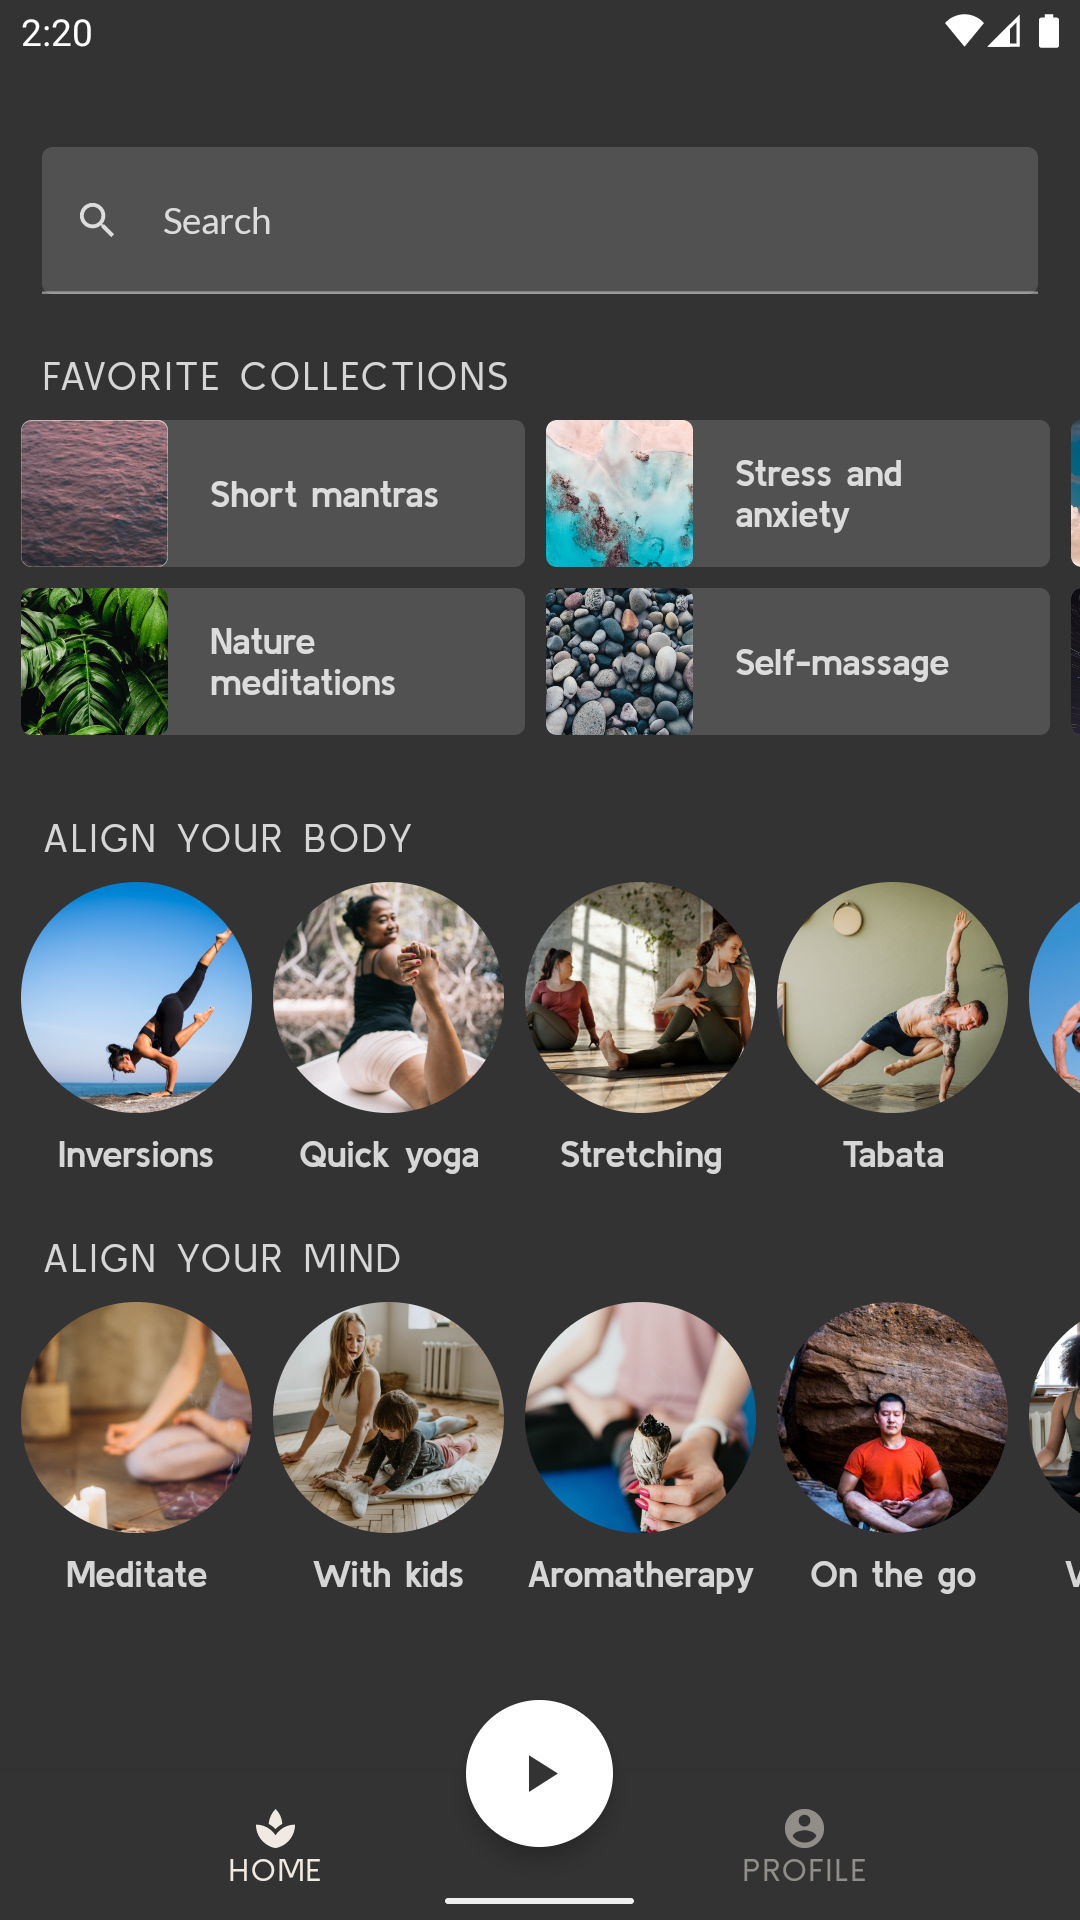 2:20
Search
FAVORITE COLLECTIONS
Short mantras
Stress and
anxiety
Nature
meditations
Self-massage
ALIGN YOUR BODY
Inversions
Quick yoga
Stretching
Tabata
ALIGN YOUR MIND
Meditate
With kids
Aromatherapy
On the go
HOME
PROFILE